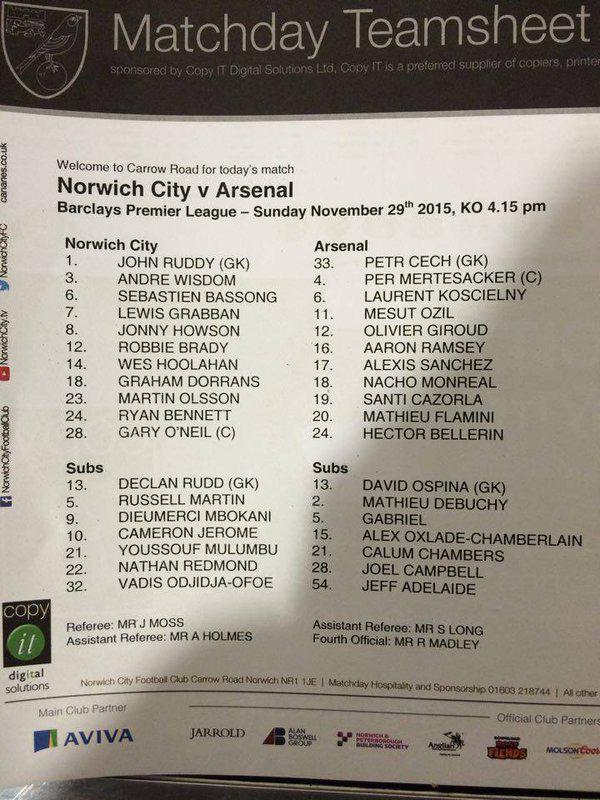 Matchday Teamsheet
sponsored by Copy IT Digital Solutions Ltd, Copy IT is a preferred supplier of copiers, printer
Welcome to Carrow Road for today's match
Norwich City v Arsenal
Barclays Premier League – Sunday November 29th 2015, KO 4.15 pm
Norwich City
1. JOHN RUDDY (GK)
3. ANDRE WISDOM
6. SEBASTIEN BASSONG
7. LEWIS GRABBAN
8. JONNY HOWSON
12. ROBBIE BRADY
14. WES HOOLAHAN
18. GRAHAM DORRANS
23. MARTIN OLSSON
24. RYAN BENNETT
28. GARY O'NEIL (C)
Subs
13. DECLAN RUDD (GK)
5. RUSSELL MARTIN
9. DIEUMERCI MBOKANI
10. CAMERON JEROME
21. YOUSSOUF MULUMBU
22. NATHAN REDMOND
32. VADIS ODJIDJA-OFOE
Referee: MR J MOSS
Assistant Referee: MR A HOLMES
Arsenal
33. PETR CECH (GK)
4. PER MERTESACKER (C)
6. LAURENT KOSCIELNY
11. MESUT OZIL
12. OLIVIER GIROUD
16. AARON RAMSEY
17. ALEXIS SANCHEZ
18. NACHO MONREAL
19. SANTI CAZORLA
20. MATHIEU FLAMINI
24. HECTOR BELLERIN
Subs
13. DAVID OSPINA (GK)
2. MATHIEU DEBUCHY
5. GABRIEL
15. ALEX OXLADE-CHAMBERLAIN
21. CALUM CHAMBERS
28. JOEL CAMPBELL
54. JEFF ADELAIDE
Assistant Referee: MR S LONG
Fourth Official: MR R MADLEY
canaries.co.uk
NorwichCityFC
NorwichCity.tv
NorwichCityFootballClub
copy
it
digital
solutions
Norwich City Football Club Carrow Road Norwich NR1 1JE | Matchday Hospitality and Sponsorship 01603 218744 | All other
Main Club Partner
Official Club Partners
AVIVA
JARROLD
ALAN
BOSWELL
GROUP
NORWICH &
PETERBOROUGH
BUILDING SOCIETY
Anglian
FIENDS
MOLSON Coors